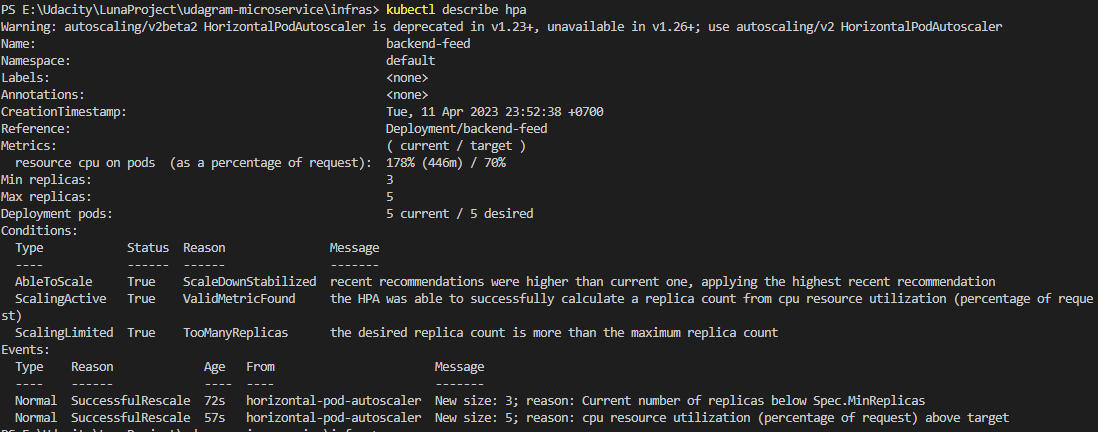 PS E:\Udacity\LunaProject\udagram-microservice\infras> kubectl describe hpa
Warning: autoscaling/v2beta2 HorizontalPodAutoscaler is deprecated in v1.23+, unavailable in v1.26+; use autoscaling/v2 HorizontalPodAutoscaler
Name: backend-feed
Namespace: default
Labels: <none>
Annotations: <none>
CreationTimestamp: Tue, 11 Apr 2023 23:52:38 +0700
Reference: Deployment/backend-feed
Metrics: ( current / target )
resource cpu on pods (as a percentage of request): 178% (446m) / 70%
Min replicas: 3
Max replicas: 5
Deployment pods: 5 current / 5 desired
Conditions:
Type Status Reason Message
---- ------ ------ -------
AbleToScale True ScaleDownStabilized recent recommendations were higher than current one, applying the highest recent recommendation
ScalingActive True ValidMetricFound the HPA was able to successfully calculate a replica count from cpu resource utilization (percentage of reque
st)
ScalingLimited True TooManyReplicas the desired replica count is more than the maximum replica count
Events:
Type Reason Age From Message
---- ------ ---- ---- -------
Normal SuccessfulRescale 72s horizontal-pod-autoscaler New size: 3; reason: Current number of replicas below Spec.MinReplicas
Normal SuccessfulRescale 57s horizontal-pod-autoscaler New size: 5; reason: cpu resource utilization (percentage of request) above target